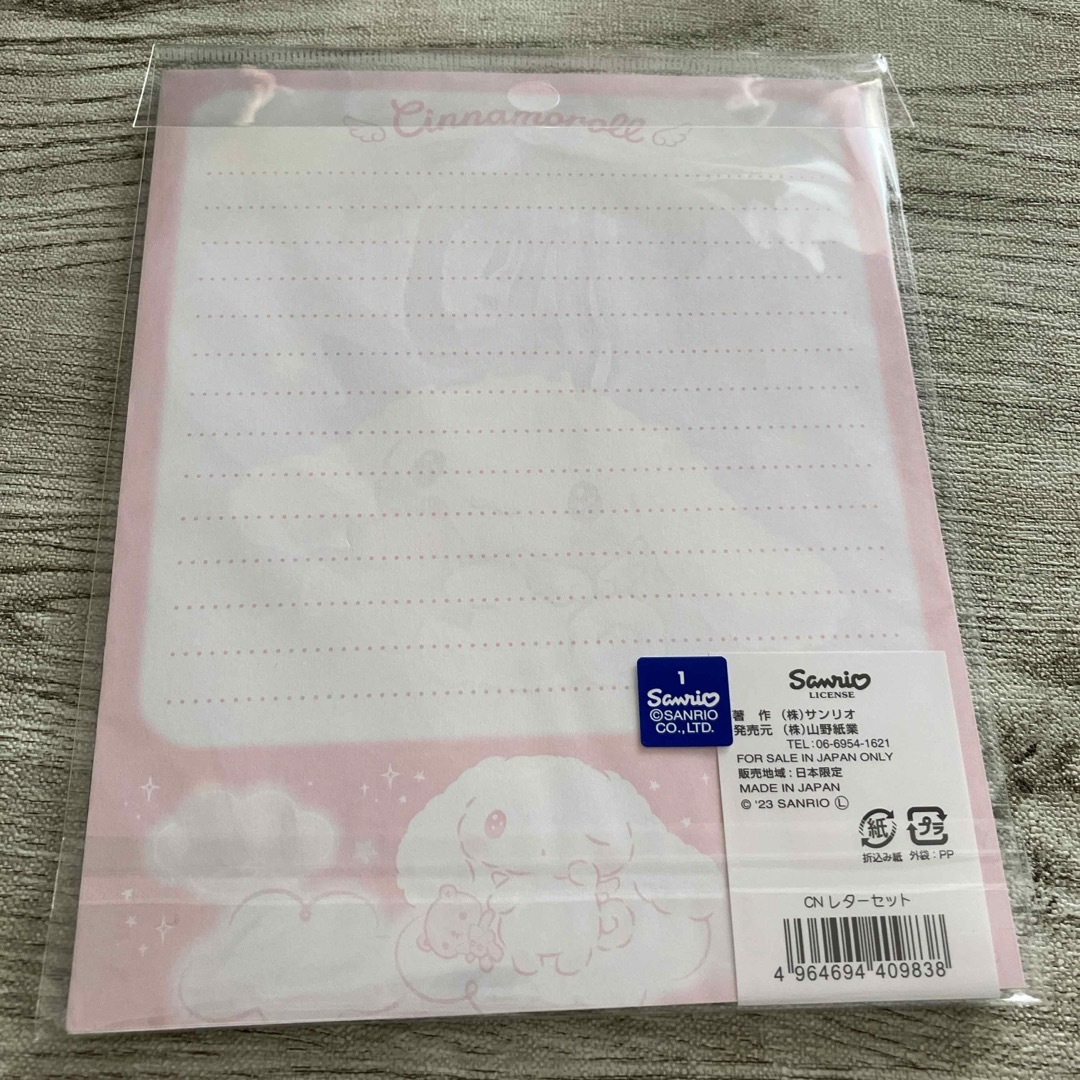 Cinnamoroll
1
Sanrio
©SANRIO
CO.,LTD.
Sanrio
LICENSE
著 作 (株)サンリオ
発売元 (株)山野紙業
TEL:06-6954-1621
FOR SALE IN JAPAN ONLY
販売地域:日本限定
MADE IN JAPAN
© '23 SANRIO Ⓛ
紙
プラ
折込み紙 外袋:PP
CN レターセット
4 964694 409838